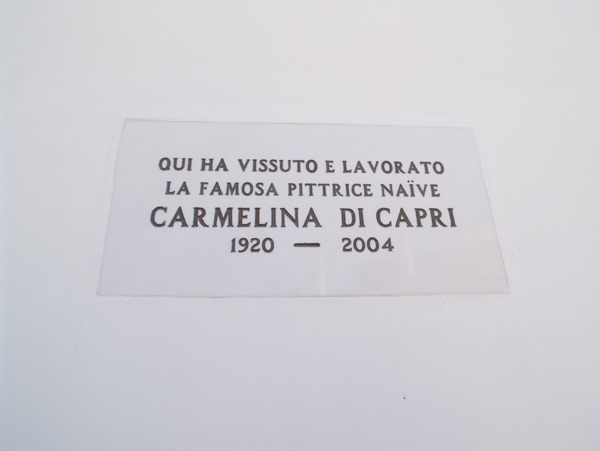 QUI HA VISSUTO E LAVORATO
LA FAMOSA PITTRICE NAÏVE
CARMELINA DI CAPRI
1920 — 2004